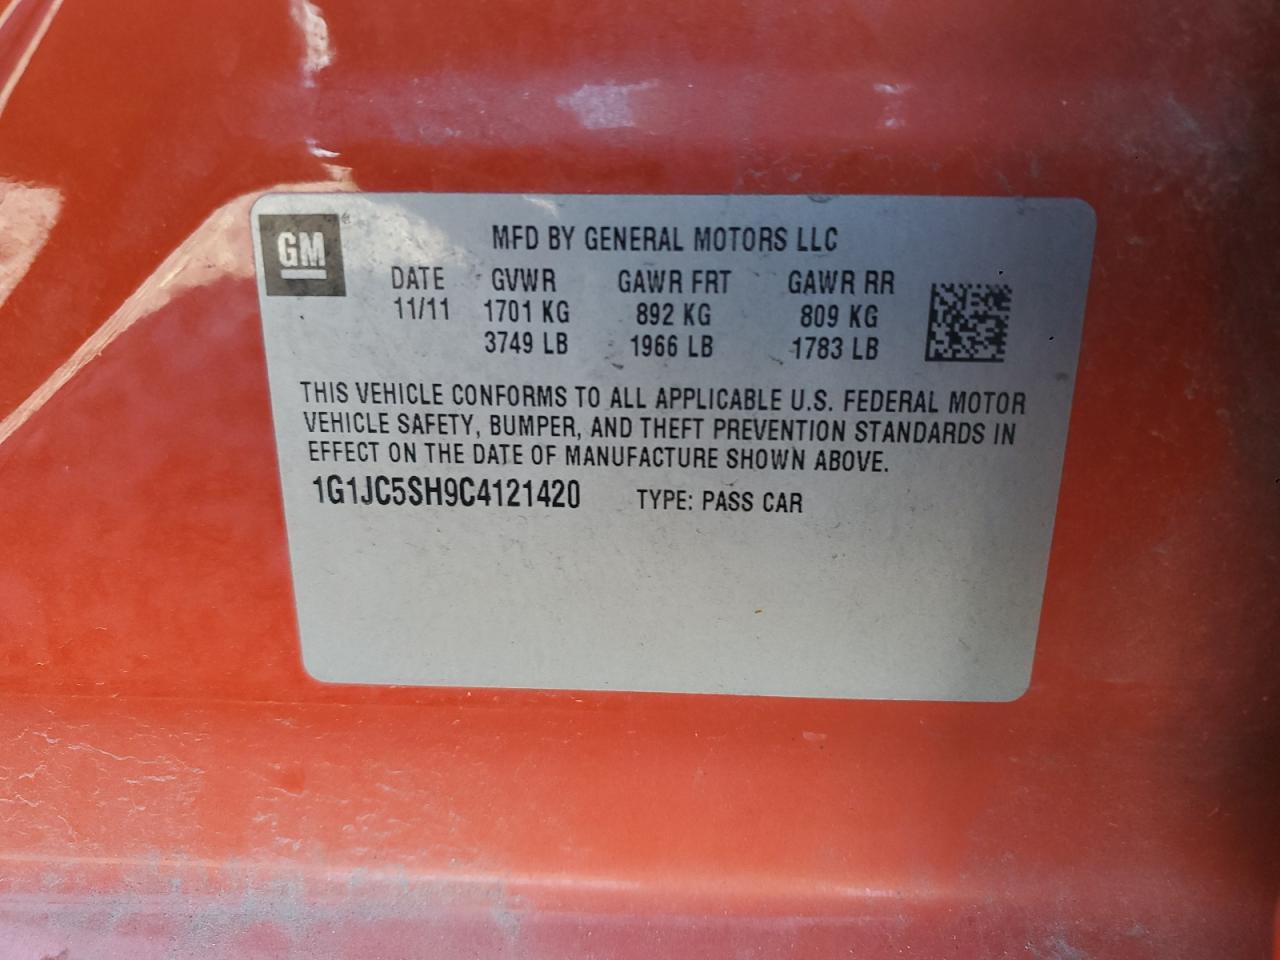 GM
MFD BY GENERAL MOTORS LLC
DATE GVWR GAWR FRT GAWR RR
11/11 1701 KG 892 KG 809 KG
3749 LB 1966 LB 1783 LB
THIS VEHICLE CONFORMS TO ALL APPLICABLE U.S. FEDERAL MOTOR
VEHICLE SAFETY, BUMPER, AND THEFT PREVENTION STANDARDS IN
EFFECT ON THE DATE OF MANUFACTURE SHOWN ABOVE.
1G1JC5SH9C4121420 TYPE: PASS CAR